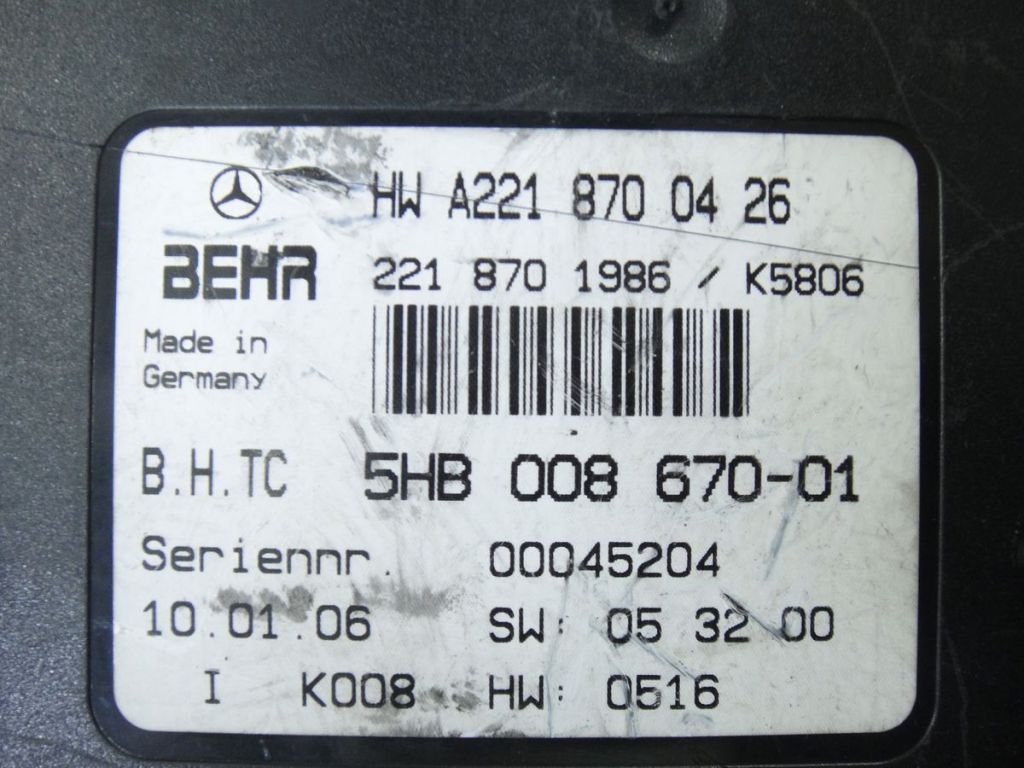 HW A221 870 04 26
BEHR 221 870 1986 / K5806
Made in
Germany
B.H.TC 5HB 008 670-01
Seriennr. 00045204
10.01.06 SW: 05 32 00
I K008 HW: 0516